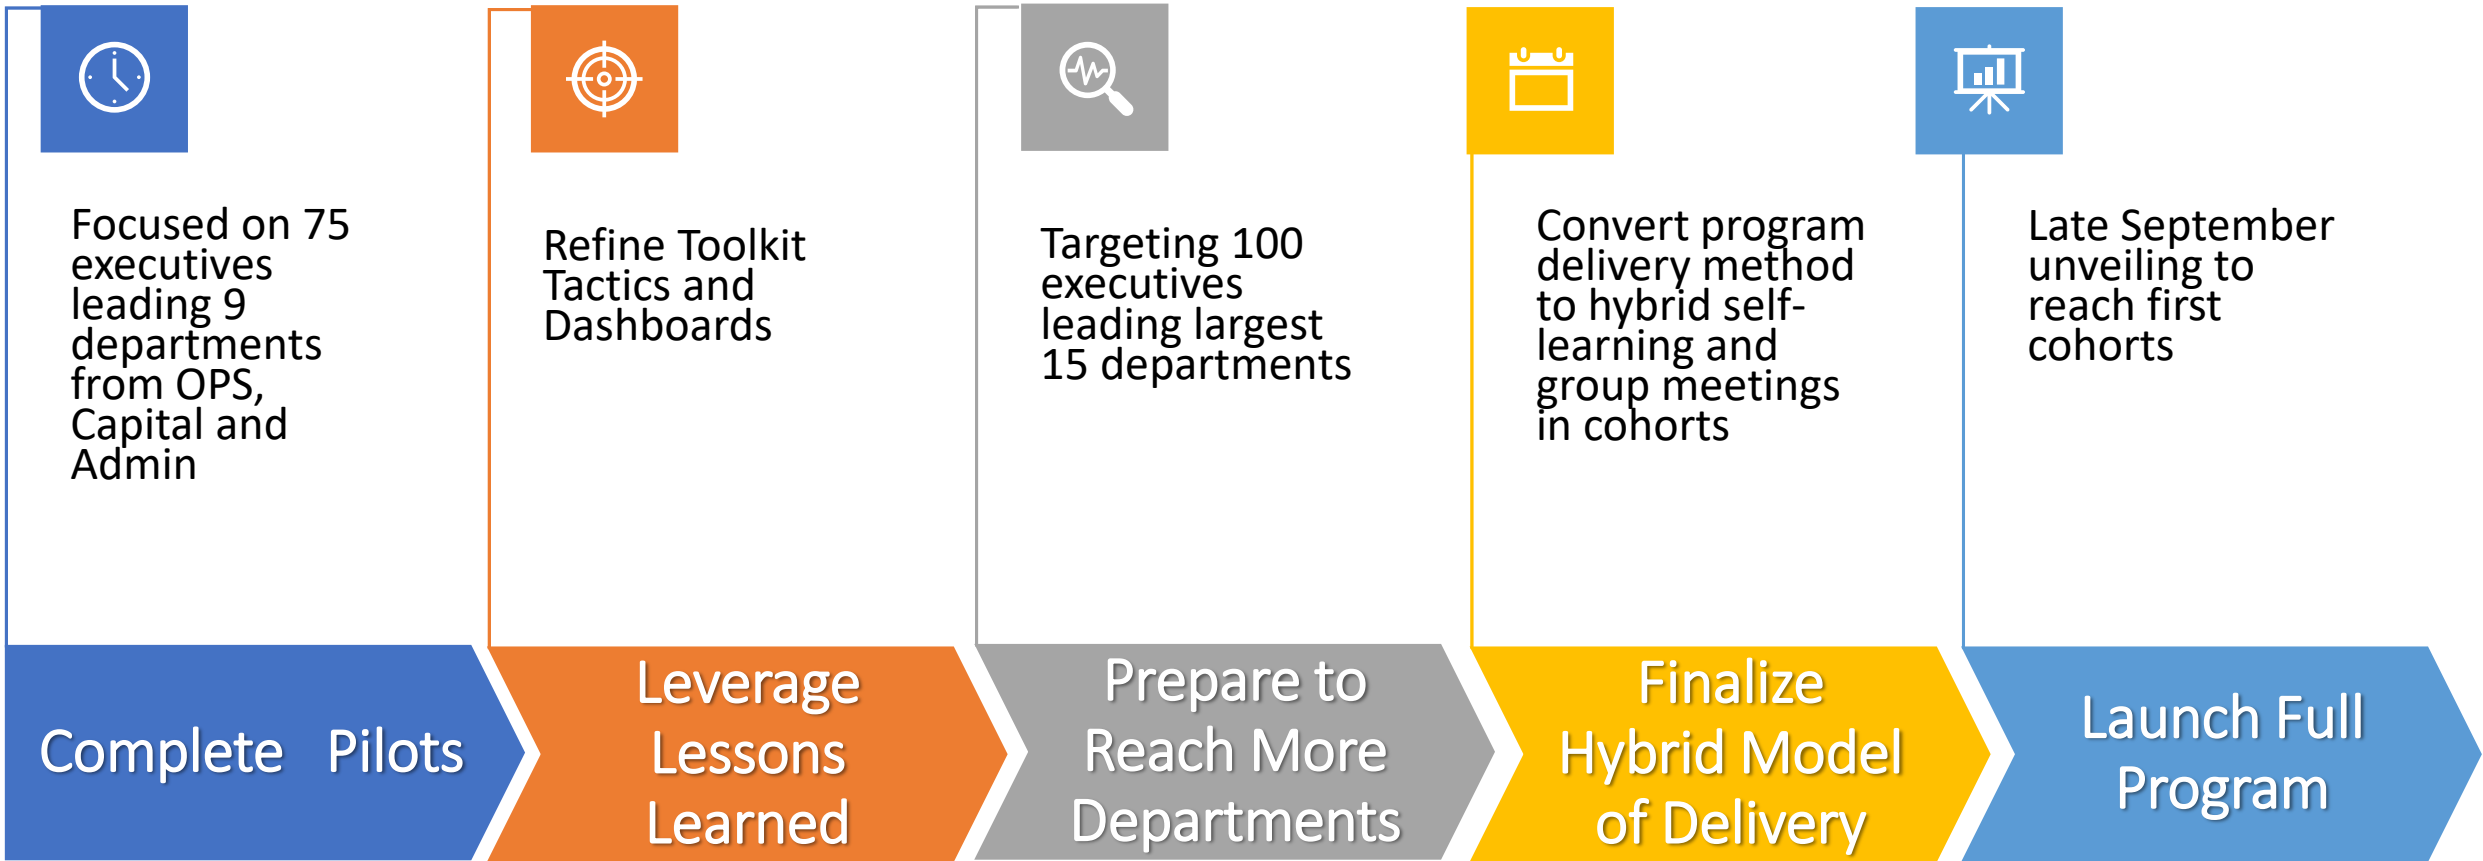 Focused on 75
executives
leading 9
departments
from OPS,
Capital and
Admin
Complete Pilots
Refine Toolkit
Tactics and
Dashboards
Leverage
Lessons
Learned
Targeting 100
executives
leading largest
15 departments
Prepare to
Reach More
Departments
Convert program
delivery method
to hybrid self-
learning and
group meetings
in cohorts
Finalize
Hybrid Model
of Delivery
Late September
unveiling to
reach first
cohorts
Launch Full
Program